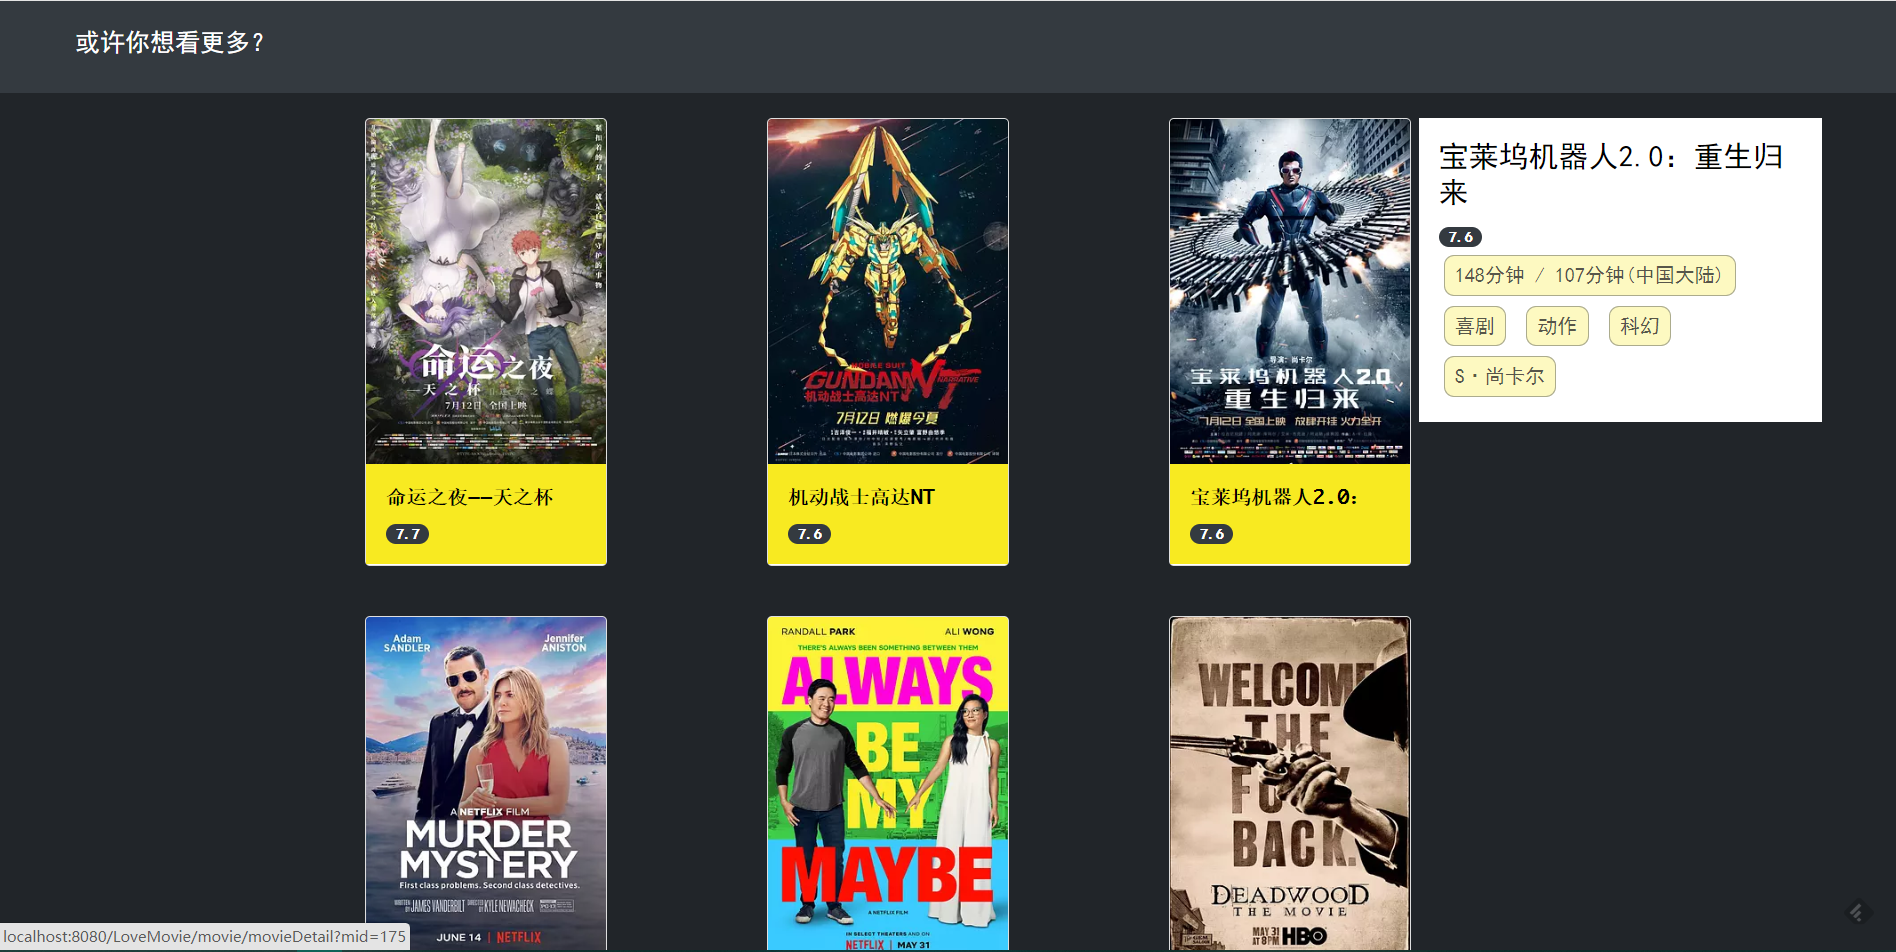 或许你想看更多?
命运之夜
——天之杯
7月12日 全国上映
命运之夜——天之杯
7.7
MOBILE SUIT
GUNDAM NT
NARRATIVE
机动战士高达NT
7月12日 燃爆今夏
机动战士高达NT
7.6
导演:尚卡尔
宝莱坞机器人2.0
重生归来
7月12日 全国上映 放肆开挂 火力全开
宝莱坞机器人2.0:
7.6
宝莱坞机器人2.0: 重生归
来
7.6
148分钟 / 107分钟(中国大陆)
喜剧 动作 科幻
S·尚卡尔
Adam SANDLER
Jennifer ANISTON
A NETFLIX FILM
MURDER
MYSTERY
First class problems. Second class detectives.
WRITTEN BY JAMES VANDERBILT DIRECTED BY KYLE NEWACHECK
JUNE 14 | NETFLIX
RANDALL PARK ALI WONG
THERE'S ALWAYS BEEN SOMETHING BETWEEN THEM
ALWAYS
BE
MY
MAYBE
A NETFLIX FILM
IN SELECT THEATERS AND ON
NETFLIX | MAY 31
WELCOME
THE
F K
BACK.
DEADWOOD
THE MOVIE
MAY 31
AT 8PM HBO
localhost:8080/LoveMovie/movie/movieDetail?mid=175